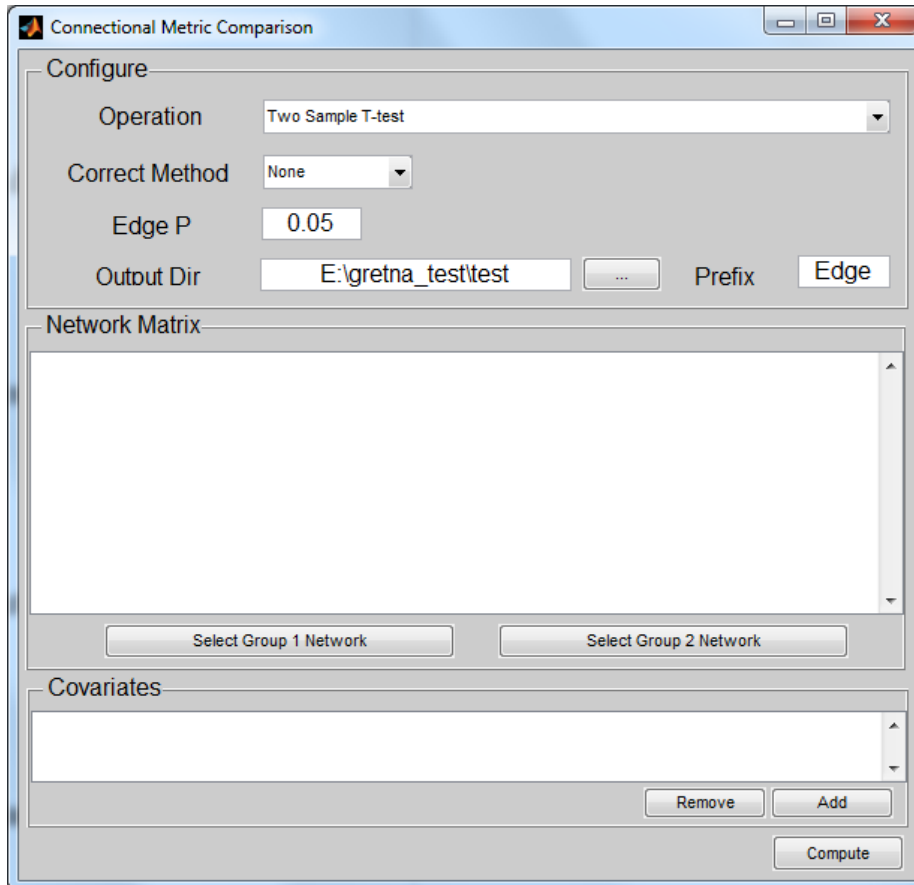 Connectional Metric Comparison
Configure
Operation Two Sample T-test
Correct Method None
Edge P 0.05
Output Dir E:\gretna_test\test ... Prefix Edge
Network Matrix
Select Group 1 Network Select Group 2 Network
Covariates
Remove Add
Compute